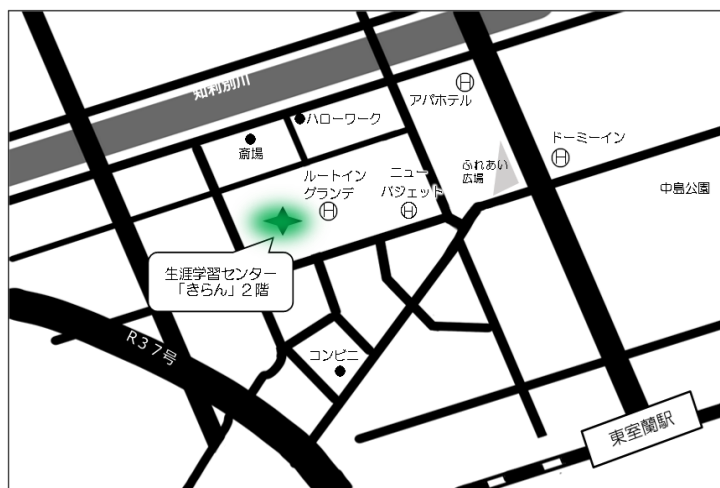 知利別川
アパホテル
ハローワーク
斎場
ドーミーイン
ふれあい
広場
ルートイン
グランデ
ニュー
バジェット
中島公園
生涯学習センター
「きらん」2階
R37号
コンビニ
東室蘭駅
H
H
H
H